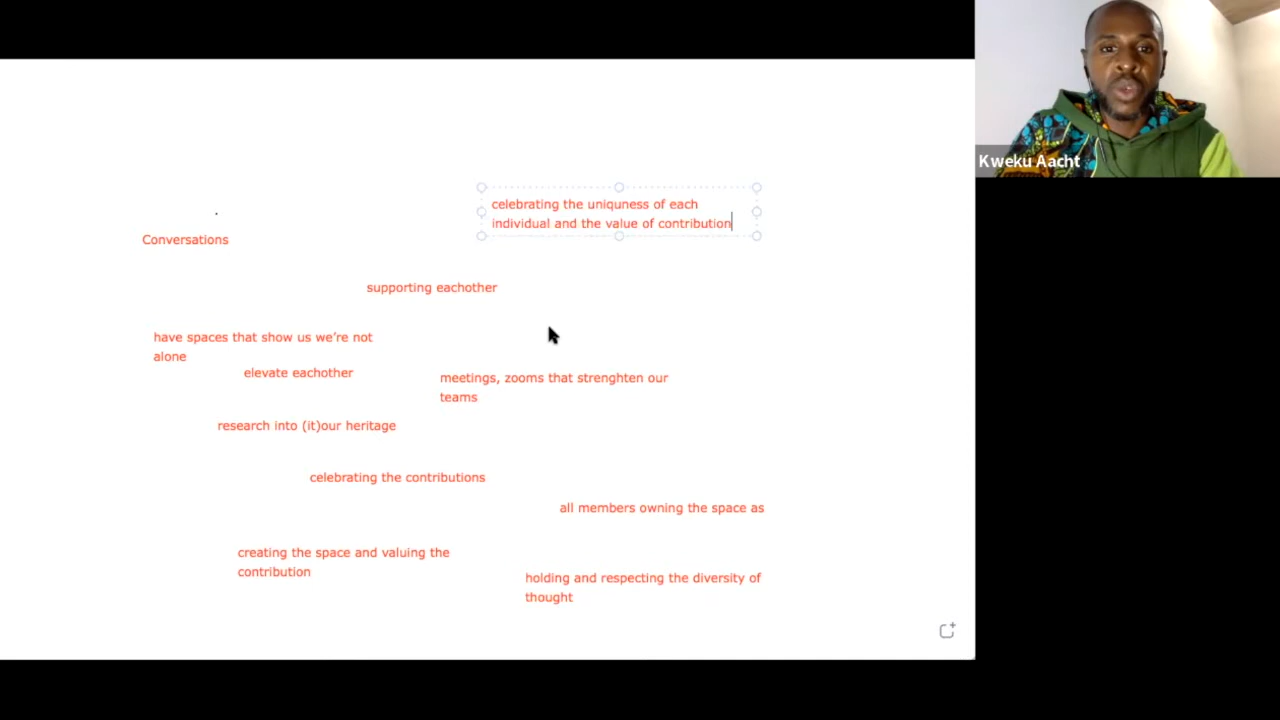 Kweku Aacht
celebrating the uniquness of each
individual and the value of contribution
Conversations
supporting eachother
have spaces that show us we're not
alone
elevate eachother
meetings, zooms that strenghten our
teams
research into (it)our heritage
celebrating the contributions
all members owning the space as
creating the space and valuing the
contribution
holding and respecting the diversity of
thought